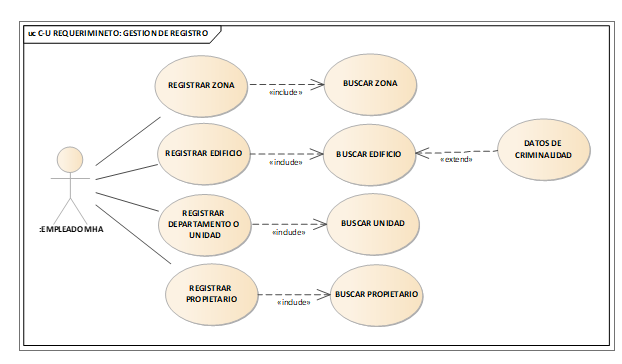 uc C-U REQUERIMINETO: GESTION DE REGISTRO
REGISTRAR ZONA
«include»
BUSCAR ZONA
REGISTRAR EDIFICIO
«include»
BUSCAR EDIFICIO
«extend»
DATOS DE
CRIMINALIDAD
:EMPLEADO MHA
REGISTRAR
DEPARTAMENTO O
UNIDAD
«include»
BUSCAR UNIDAD
REGISTRAR
PROPIETARIO
«include»
BUSCAR PROPIETARIO